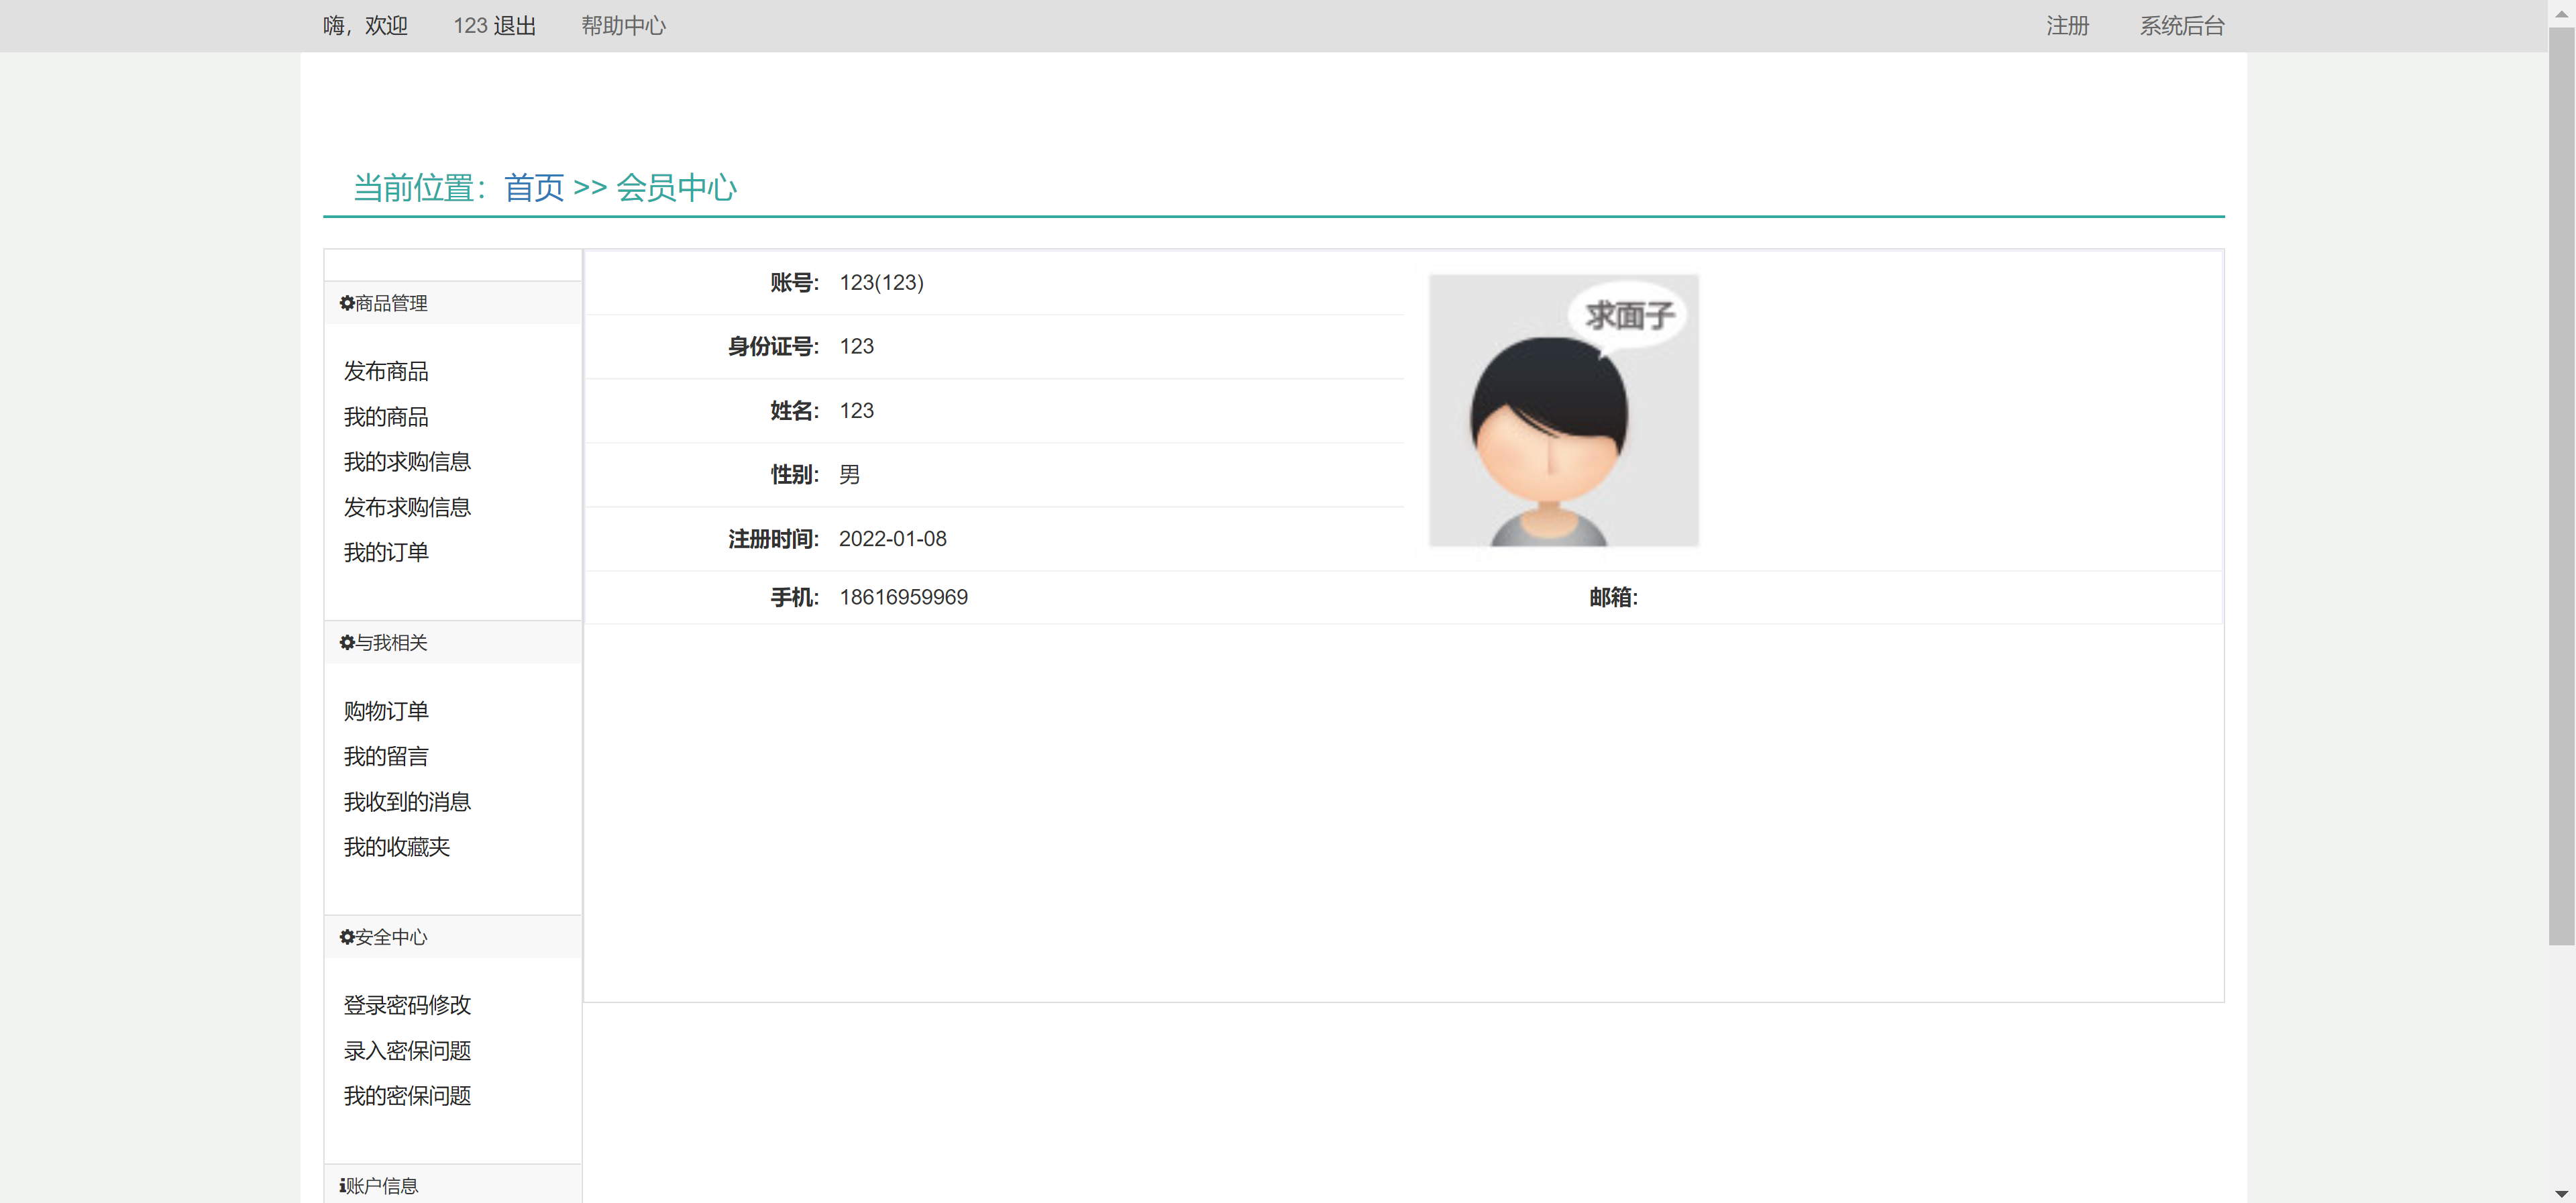 嗨，欢迎 123 退出 帮助中心 注册 系统后台
当前位置：首页 >> 会员中心
商品管理
发布商品
我的商品
我的求购信息
发布求购信息
我的订单
与我相关
购物订单
我的留言
我收到的消息
我的收藏夹
安全中心
登录密码修改
录入密保问题
我的密保问题
账户信息
账号: 123(123)
身份证号: 123
姓名: 123
性别: 男
注册时间: 2022-01-08
求面子
手机: 18616959969 邮箱: